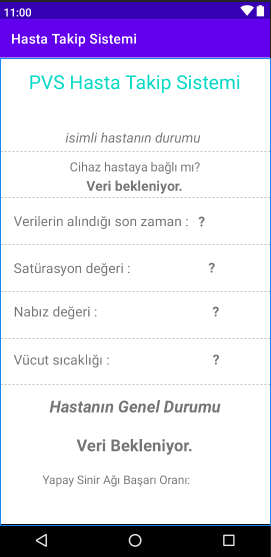 11:00
Hasta Takip Sistemi
PVS Hasta Takip Sistemi
isimli hastanın durumu
Cihaz hastaya bağlı mı?
Veri bekleniyor.
Verilerin alındığı son zaman : ?
Satürasyon değeri : ?
Nabız değeri : ?
Vücut sıcaklığı : ?
Hastanın Genel Durumu
Veri Bekleniyor.
Yapay Sinir Ağı Başarı Oranı: